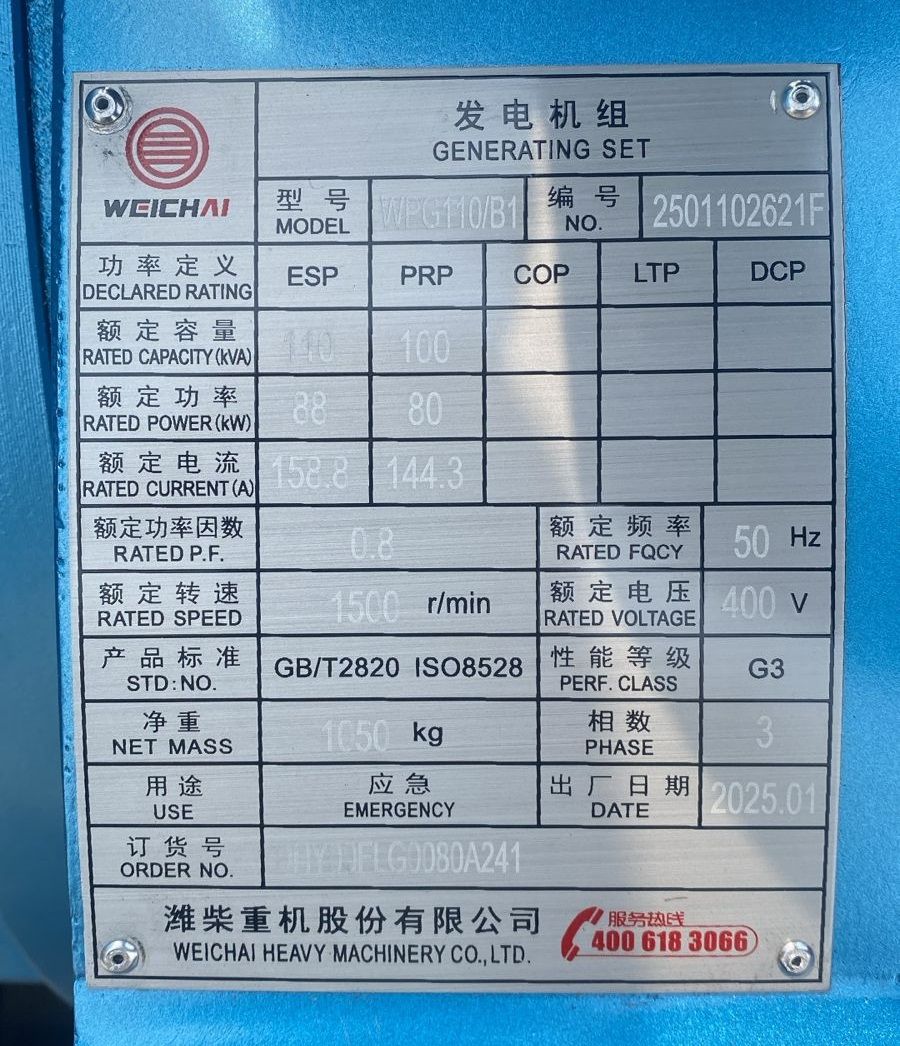 WEICHAI
发电机组
GENERATING SET
型号
MODEL
WPG110/B1
编号
NO.
2501102621F
功率定义
DECLARED RATING
ESP PRP COP LTP DCP
额定容量
RATED CAPACITY(kVA)
110 100
额定功率
RATED POWER(kW)
88 80
额定电流
RATED CURRENT(A)
158.8 144.3
额定功率因数
RATED P.F.
0.8
额定频率
RATED FQCY
50 Hz
额定转速
RATED SPEED
1500 r/min
额定电压
RATED VOLTAGE
400 V
产品标准
STD:NO.
GB/T2820 ISO8528
性能等级
PERF. CLASS
G3
净重
NET MASS
1050 kg
相数
PHASE
3
用途
USE
应急
EMERGENCY
出厂日期
DATE
2025.01
订货号
ORDER NO.
潍柴重机股份有限公司
WEICHAI HEAVY MACHINERY CO.,LTD.
服务热线
400 618 3066